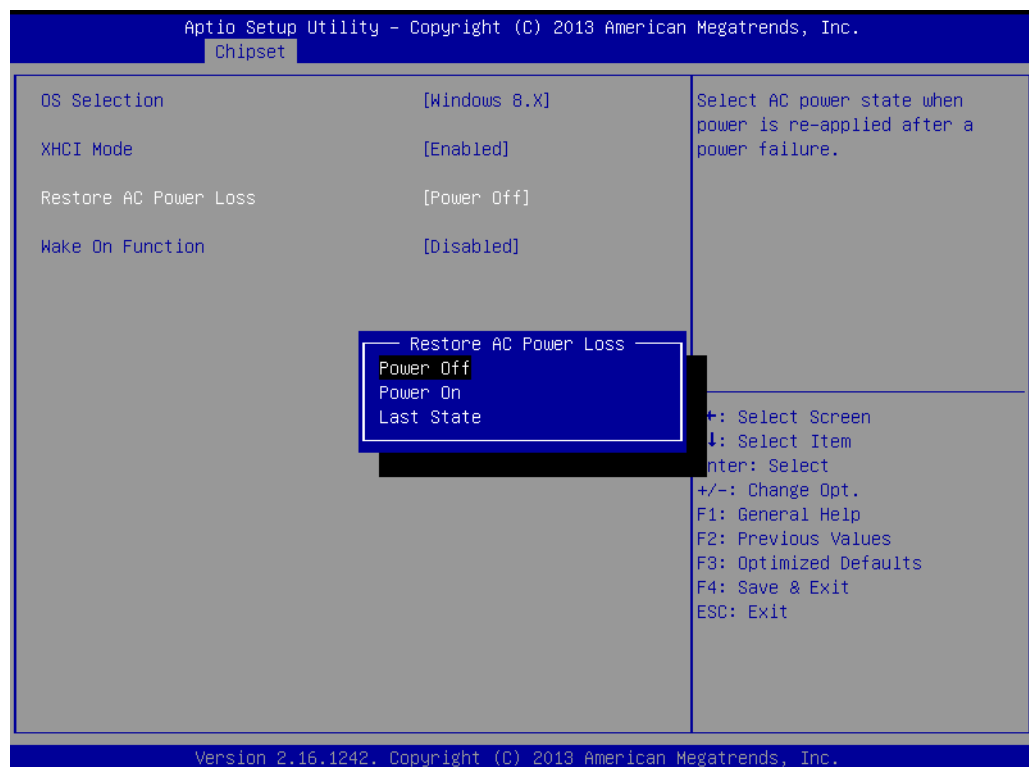 Aptio Setup Utility – Copyright (C) 2013 American Megatrends, Inc.
Chipset
OS Selection [Windows 8.X]
XHCI Mode [Enabled]
Restore AC Power Loss [Power Off]
Wake On Function [Disabled]
Select AC power state when
power is re-applied after a
power failure.
Restore AC Power Loss
Power Off
Power On
Last State
: Select Screen
: Select Item
nter: Select
+/-: Change Opt.
F1: General Help
F2: Previous Values
F3: Optimized Defaults
F4: Save & Exit
ESC: Exit
Version 2.16.1242. Copyright (C) 2013 American Megatrends, Inc.